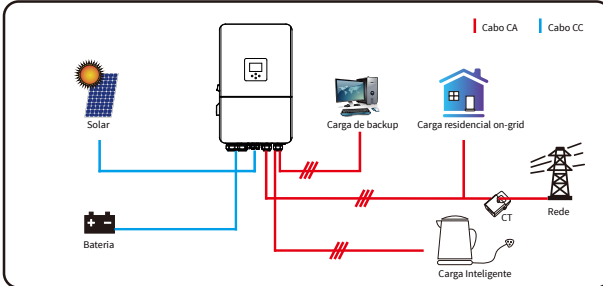 Cabo CA
Cabo CC
Solar
Carga de backup
Carga residencial on-grid
CT
Rede
Bateria
Carga Inteligente